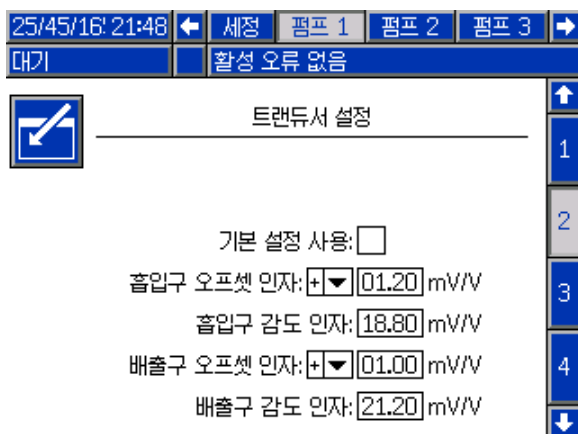 25/45/16' 21:48 세정 펌프 1 펌프 2 펌프 3
대기 활성 오류 없음
트랜듀서 설정
1
2
기본 설정 사용:
흡입구 오프셋 인자: + 01.20 mV/V
3
흡입구 감도 인자: 18.80 mV/V
배출구 오프셋 인자: + 01.00 mV/V
4
배출구 감도 인자: 21.20 mV/V